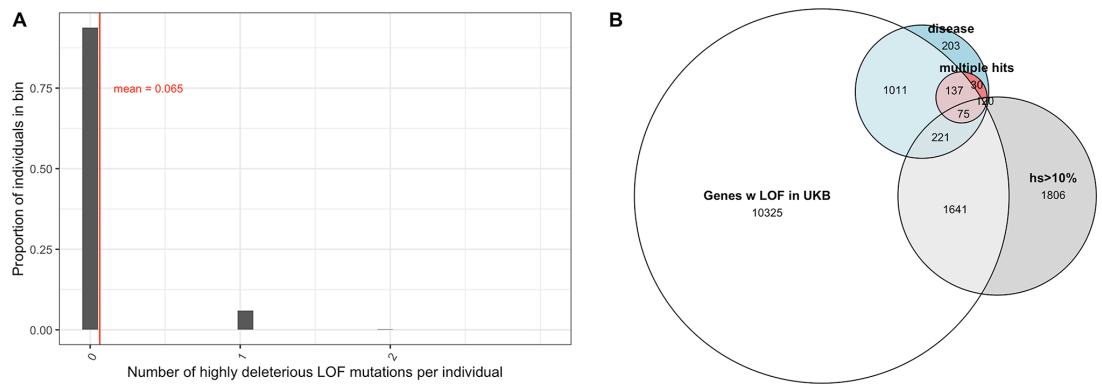 A
Proportion of individuals in bin
0.75
0.50
0.25
0.00
mean = 0.065
0
1
2
Number of highly deleterious LOF mutations per individual
B
disease
203
multiple hits
1011
137
30
120
75
221
hs>10%
1806
Genes w LOF in UKB
10325
1641